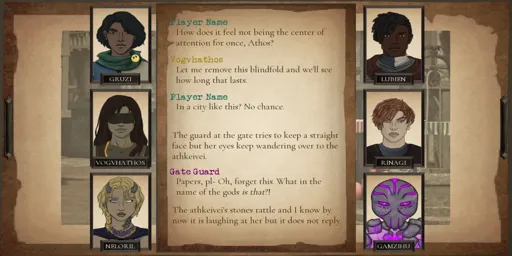 Player Name
How does it feel not being the center of
attention for once, Athos?
Vogvhathos
Let me remove this blindfold and we'll see
how long that lasts.
Player Name
In a city like this? No chance.
The guard at the gate tries to keep a straight
face but her eyes keep wandering over to the
athkeivei.
Gate Guard
Papers, pl- Oh, forget this. What in the
name of the gods is that?!
The athkeivei's stones rattle and I know by
now it is laughing at her but it does not reply.
GRUZI
VOGVHATHOS
NELORIL
LUBIEN
RINAGI
GAMZIHU